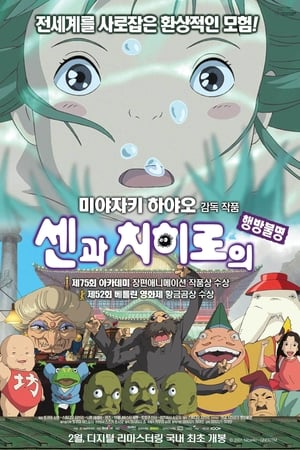 전세계를 사로잡은 환상적인 모험!
미야자키 하야오 감독 작품
센과 치히로의
행방불명
제75회 아카데미 장편애니메이션 작품상 수상
제52회 베를린 영화제 황금곰상 수상
坊
2월, 디지털 리마스터링 국내 최초 개봉